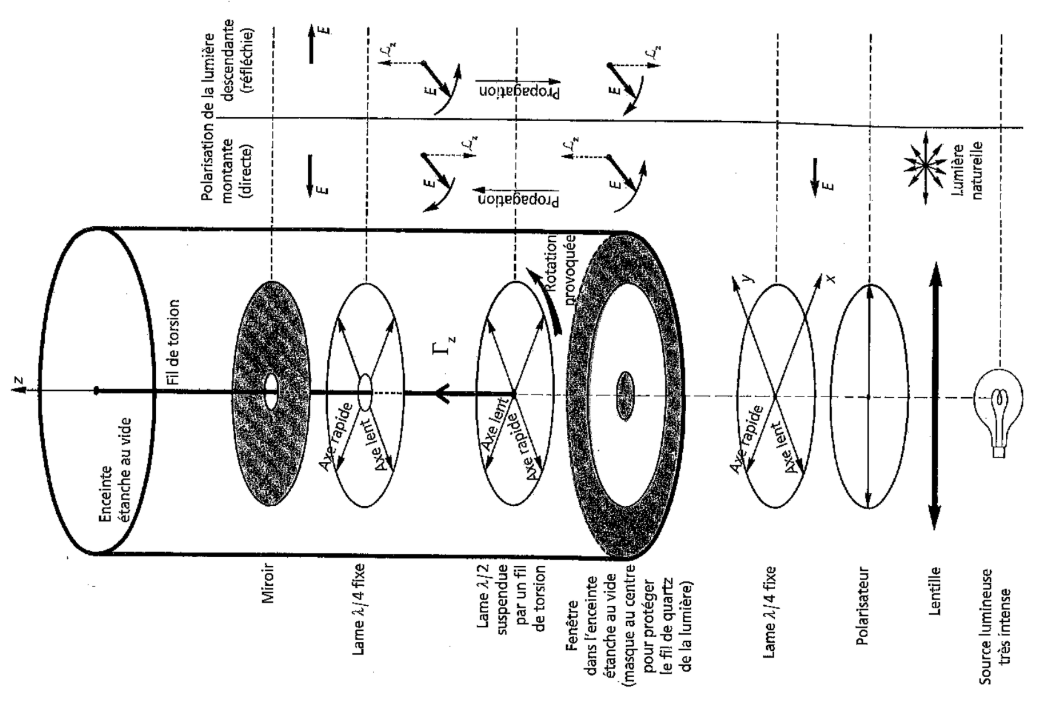 z
Enceinte
étanche au vide
Fil de torsion
Polarisation de la lumière
montante
(directe)
descendante
(réfléchie)
Miroir
E
E
Lame λ/4 fixe
Axe rapide
Axe lent
Γz
E
ℒz
E
ℒz
Propagation
Propagation
Lame λ/2
suspendue
par un fil
de torsion
Axe lent
Axe rapide
Rotation
provoquée
E
ℒz
E
ℒz
Fenêtre
dans l'enceinte
étanche au vide
(masque au centre
pour protéger
le fil de quartz
de la lumière)
Lame λ/4 fixe
Axe rapide
Axe lent
y
x
E
Polarisateur
Lentille
Lumière
naturelle
Source lumineuse
très intense